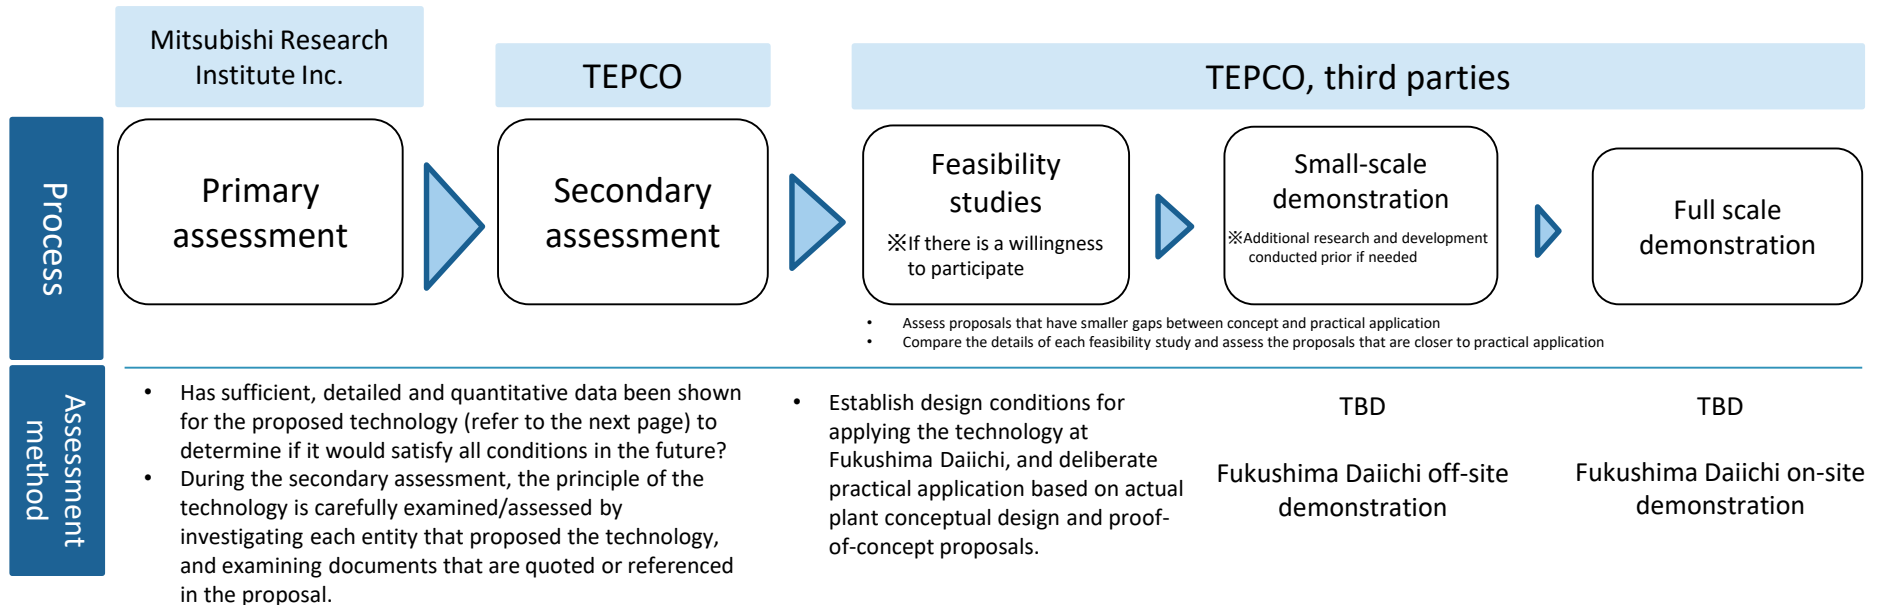 Mitsubishi Research
Institute Inc.
TEPCO
TEPCO, third parties
Process
Primary
assessment
Secondary
assessment
Feasibility
studies
※If there is a willingness
to participate
Small-scale
demonstration
※Additional research and development
conducted prior if needed
Full scale
demonstration
• Assess proposals that have smaller gaps between concept and practical application
• Compare the details of each feasibility study and assess the proposals that are closer to practical application
Assessment
method
• Has sufficient, detailed and quantitative data been shown
for the proposed technology (refer to the next page) to
determine if it would satisfy all conditions in the future?
• During the secondary assessment, the principle of the
technology is carefully examined/assessed by
investigating each entity that proposed the technology,
and examining documents that are quoted or referenced
in the proposal.
• Establish design conditions for
applying the technology at
Fukushima Daiichi, and deliberate
practical application based on actual
plant conceptual design and proof-
of-concept proposals.
TBD
Fukushima Daiichi off-site
demonstration
TBD
Fukushima Daiichi on-site
demonstration